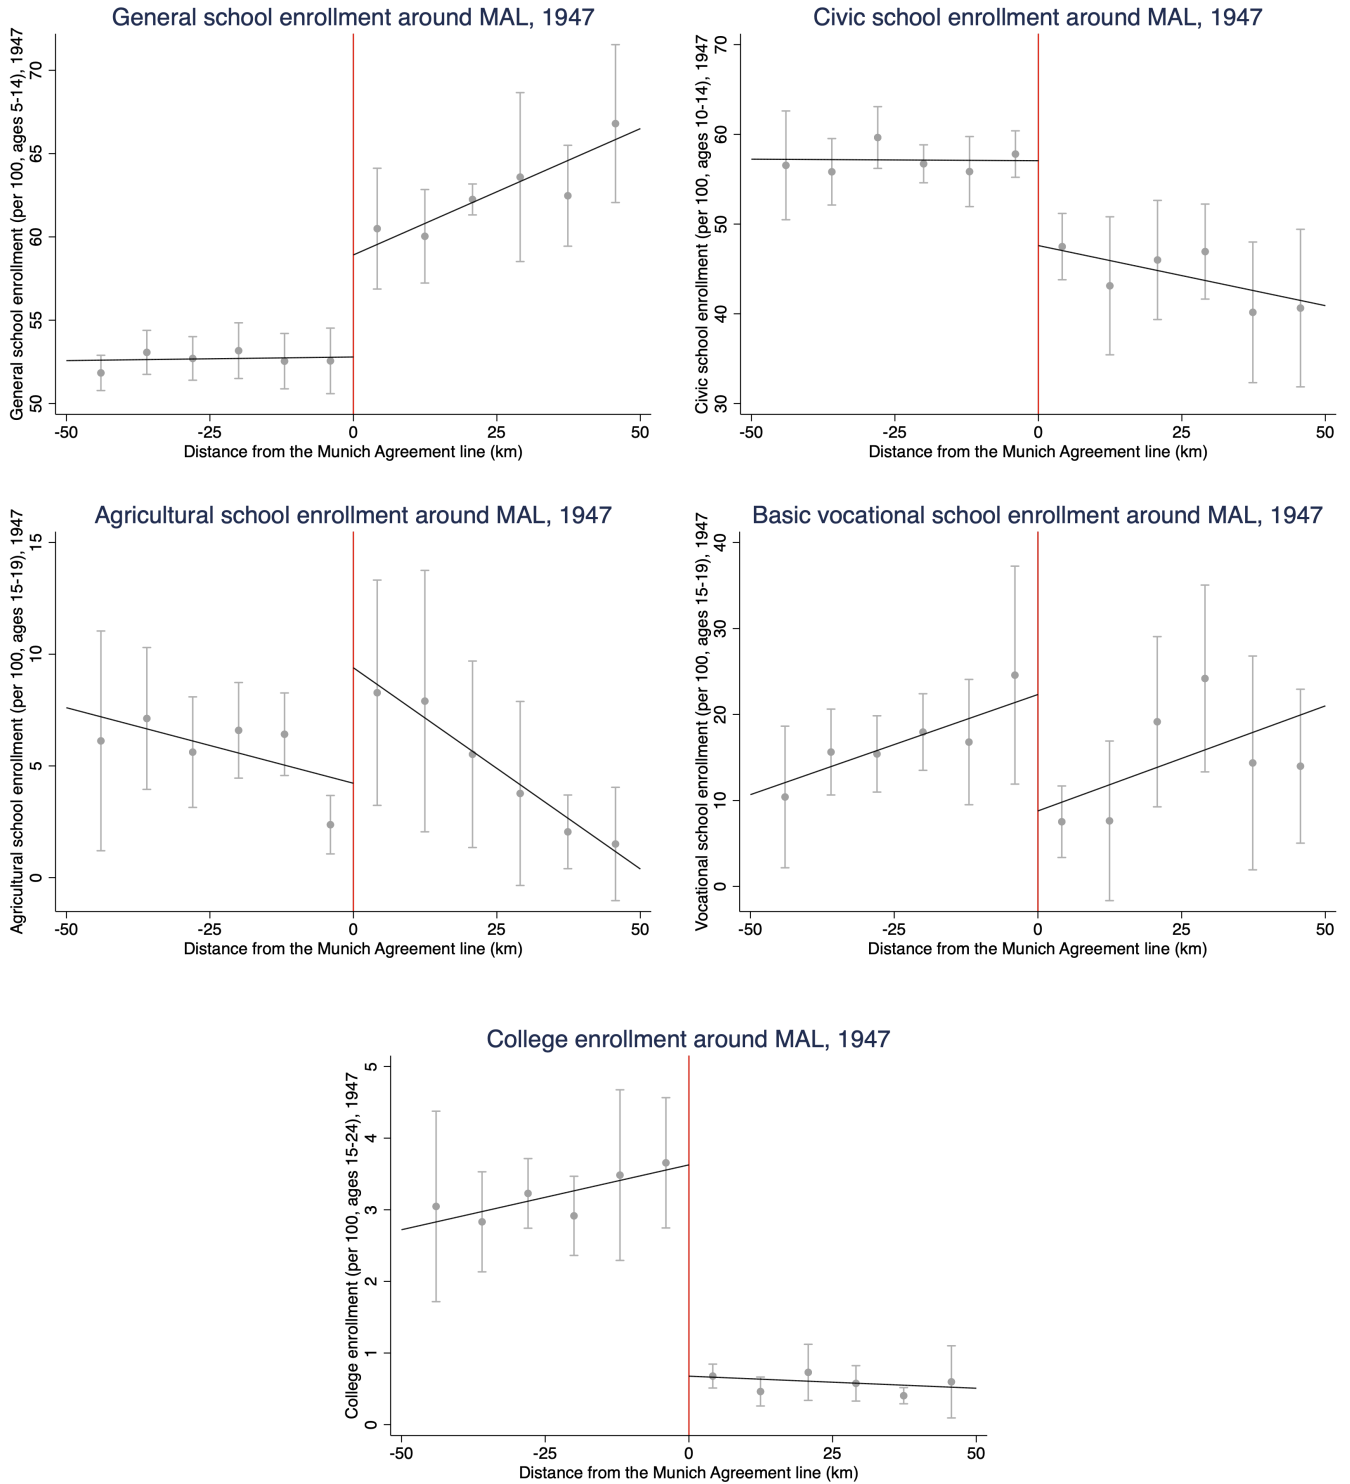 General school enrollment around MAL, 1947
General school enrollment (per 100, ages 5-14), 1947
70
65
60
55
50
-50 -25 0 25 50
Distance from the Munich Agreement line (km)
Civic school enrollment around MAL, 1947
Civic school enrollment (per 100, ages 10-14), 1947
70
60
50
40
30
-50 -25 0 25 50
Distance from the Munich Agreement line (km)
Agricultural school enrollment around MAL, 1947
Agricultural school enrollment (per 100, ages 15-19), 1947
15
10
5
0
-50 -25 0 25 50
Distance from the Munich Agreement line (km)
Basic vocational school enrollment around MAL, 1947
Vocational school enrollment (per 100, ages 15-19), 1947
40
30
20
10
0
-50 -25 0 25 50
Distance from the Munich Agreement line (km)
College enrollment around MAL, 1947
College enrollment (per 100, ages 15-24), 1947
5
4
3
2
1
0
-50 -25 0 25 50
Distance from the Munich Agreement line (km)